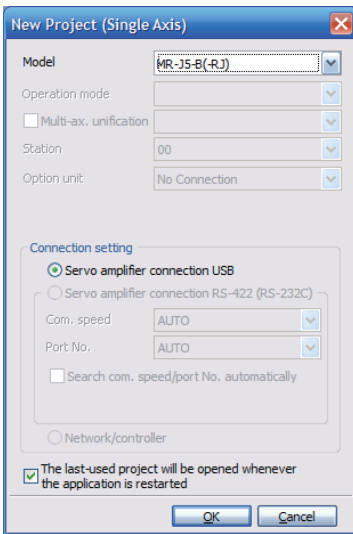 New Project (Single Axis)
Model MR-J5-B(-RJ)
Operation mode
Multi-ax. unification
Station 00
Option unit No Connection
Connection setting
Servo amplifier connection USB
Servo amplifier connection RS-422 (RS-232C)
Com. speed AUTO
Port No. AUTO
Search com. speed/port No. automatically
Network/controller
The last-used project will be opened whenever
the application is restarted
OK Cancel